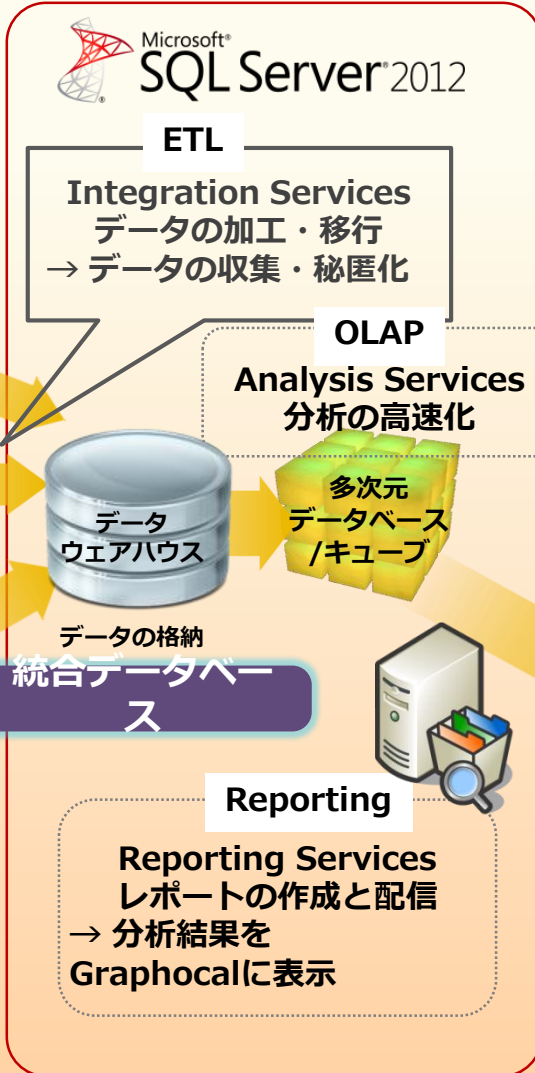 Microsoft®
SQL Server® 2012
ETL
Integration Services
データの加工・移行
→ データの収集・秘匿化
OLAP
Analysis Services
分析の高速化
データ
ウェアハウス
多次元
データベース
/キューブ
データの格納
統合データベー
ス
Reporting
Reporting Services
レポートの作成と配信
→ 分析結果を
Graphocalに表示